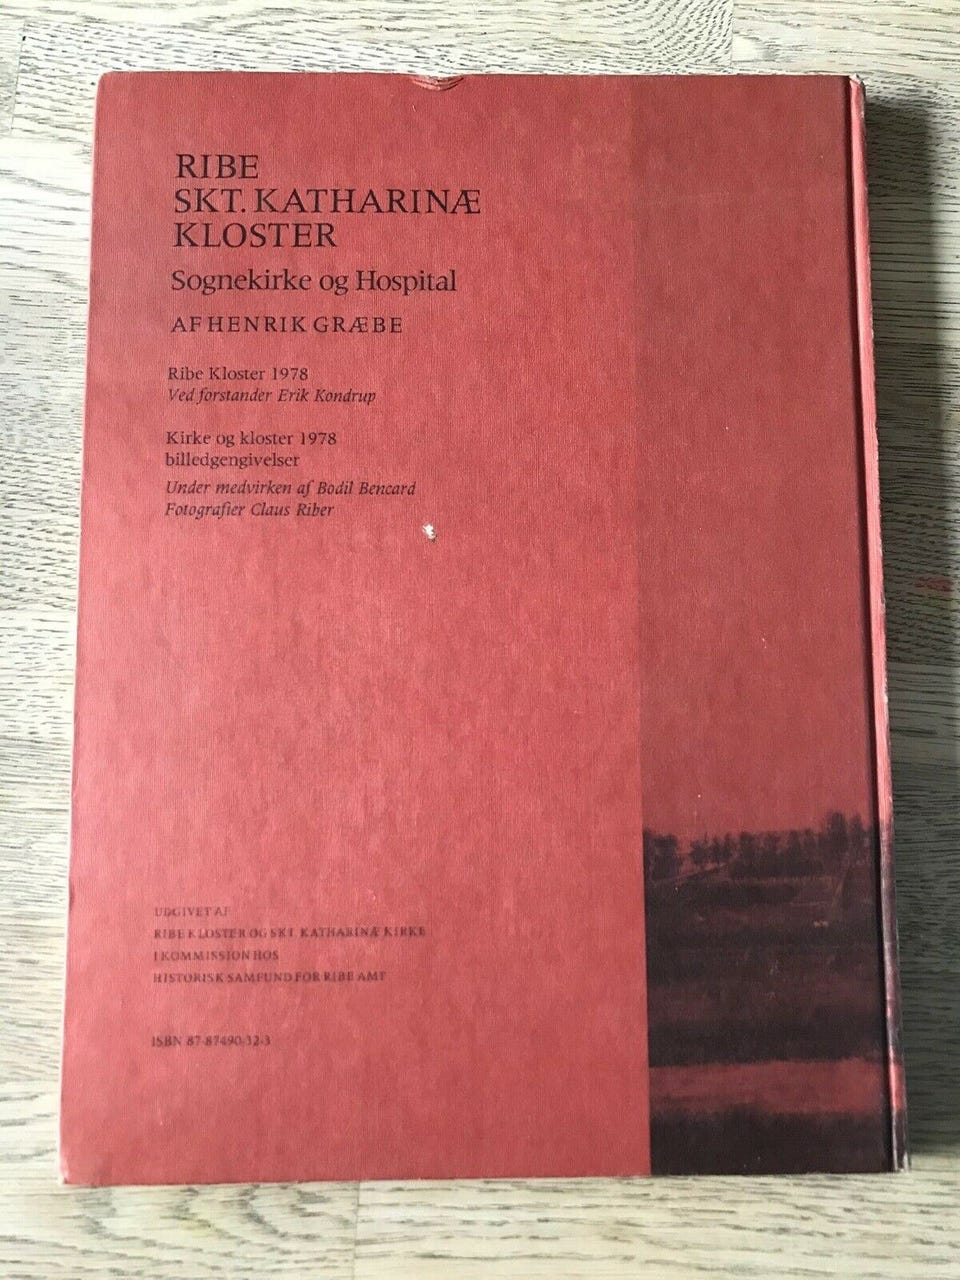 RIBE
SKT. KATHARINÆ
KLOSTER
Sognekirke og Hospital
AF HENRIK GRÆBE
Ribe Kloster 1978
Ved forstander Erik Kondrup
Kirke og kloster 1978
billedgengivelser
Under medvirken af Bodil Bencard
Fotografier Claus Riber
UDGIVET AF
RIBE KLOSTER OG SKT. KATHARINÆ KIRKE
I KOMMISSION HOS
HISTORISK SAMFUND FOR RIBE AMT
ISBN 87-87490-32-3